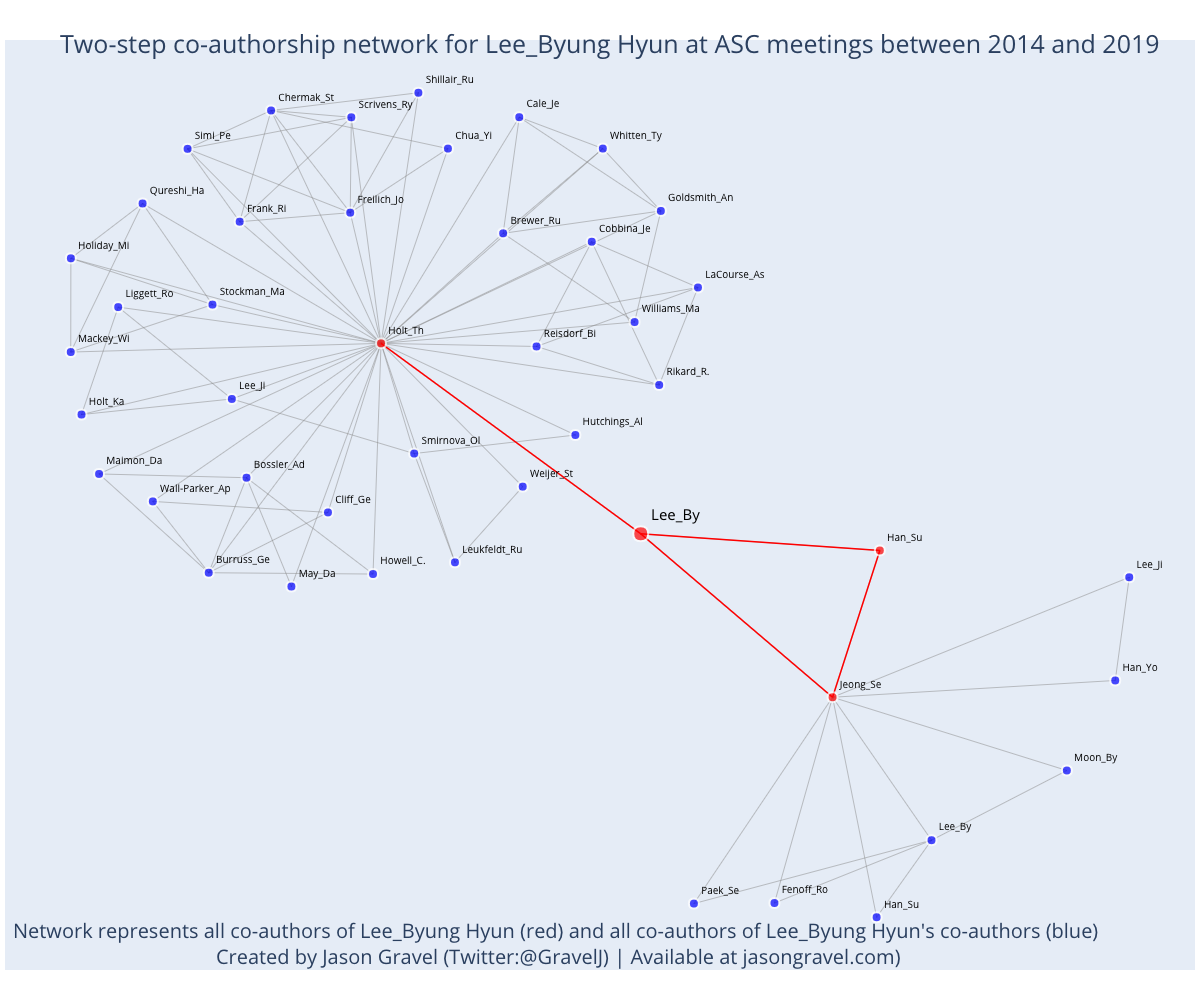 Two-step co-authorship network for Lee_Byung Hyun at ASC meetings between 2014 and 2019
Shillair_Ru
Chermak_St
Scrivens_Ry
Cale_Je
Simi_Pe
Chua_Yi
Whitten_Ty
Qureshi_Ha
Freilich_Jo
Goldsmith_An
Frank_Ri
Brewer_Ru
Cobbina_Je
Holiday_Mi
LaCourse_As
Liggett_Ro
Stockman_Ma
Williams_Ma
Mackey_Wi
Holt_Th
Reisdorf_Bi
Rikard_R.
Lee_Ji
Holt_Ka
Hutchings_Al
Smirnova_Ol
Maimon_Da
Bossler_Ad
Weijer_St
Wall-Parker_Ap
Cliff_Ge
Lee_By
Han_Su
Leukfeldt_Ru
Burruss_Ge
Howell_C.
May_Da
Lee_Ji
Han_Yo
Jeong_Se
Moon_By
Lee_By
Paek_Se
Fenoff_Ro
Han_Su
Network represents all co-authors of Lee_Byung Hyun (red) and all co-authors of Lee_Byung Hyun's co-authors (blue)
Created by Jason Gravel (Twitter:@GravelJ) | Available at jasongravel.com)